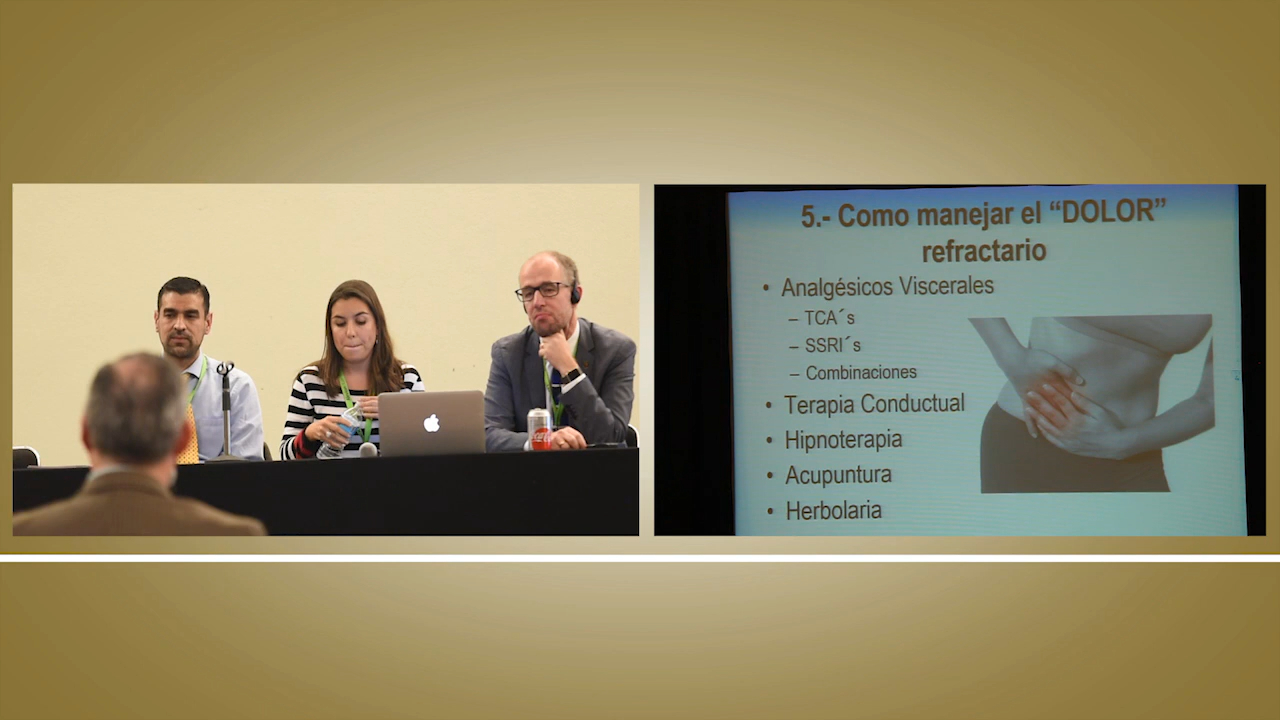 5.- Como manejar el “DOLOR”
refractario
• Analgésicos Viscerales
– TCA´s
– SSRI´s
– Combinaciones
• Terapia Conductual
• Hipnoterapia
• Acupuntura
• Herbolaria